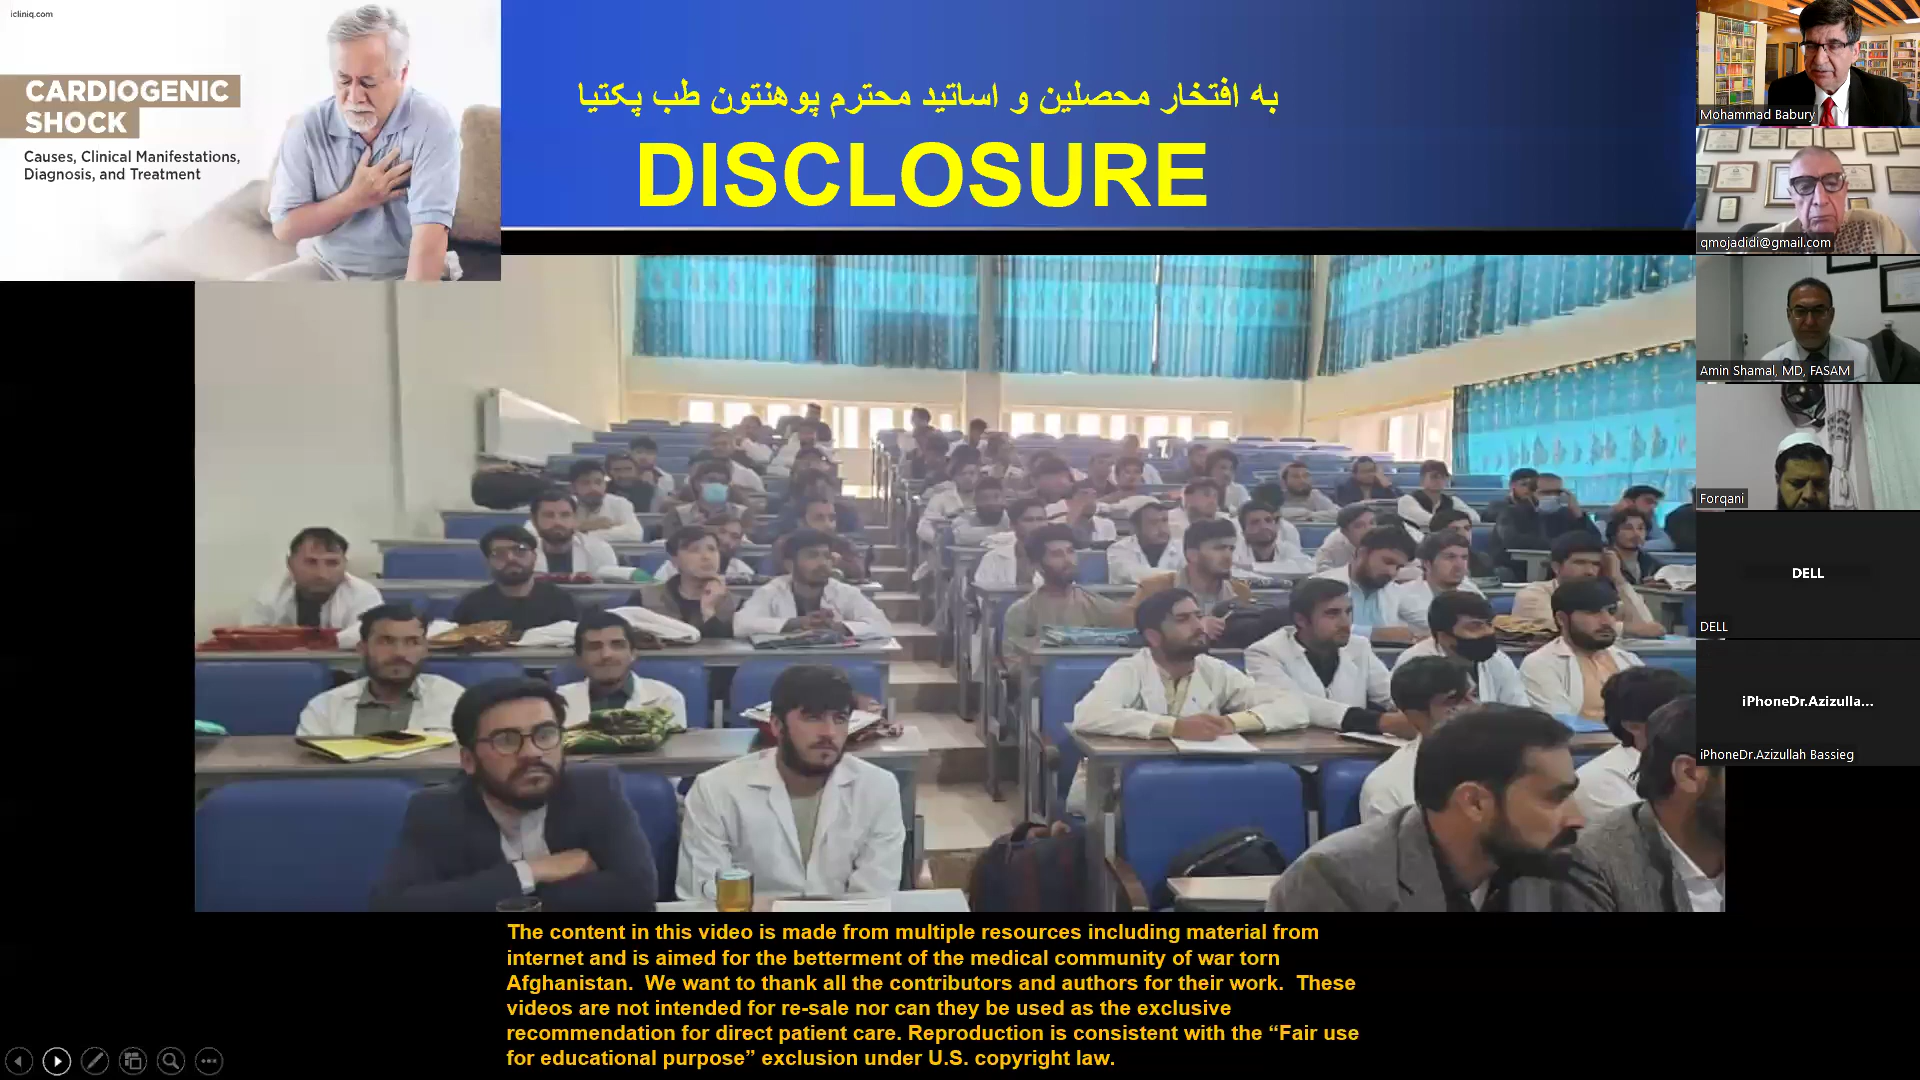 icliniq.com
CARDIOGENIC
SHOCK
Causes, Clinical Manifestations,
Diagnosis, and Treatment
به افتخار محصلین و اساتید محترم پوهنتون طب پکتیا
DISCLOSURE
The content in this video is made from multiple resources including material from
internet and is aimed for the betterment of the medical community of war torn
Afghanistan. We want to thank all the contributors and authors for their work. These
videos are not intended for re-sale nor can they be used as the exclusive
recommendation for direct patient care. Reproduction is consistent with the “Fair use
for educational purpose” exclusion under U.S. copyright law.
Mohammad Babury
qmojadidi@gmail.com
Amin Shamal, MD, FASAM
Forqani
DELL
DELL
iPhoneDr.Azizulla...
iPhoneDr.Azizullah Bassieg